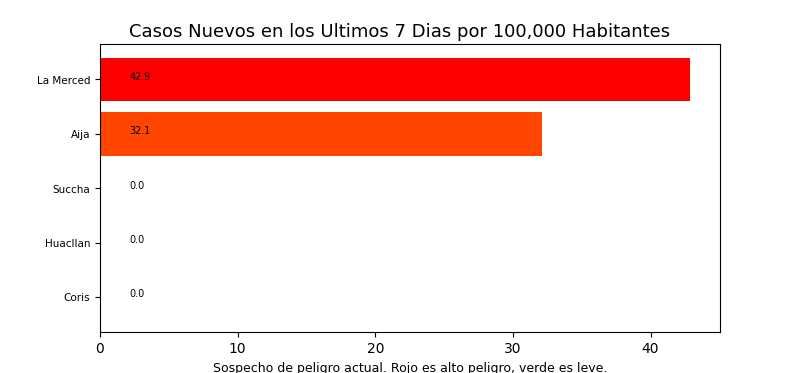 Casos Nuevos en los Ultimos 7 Dias por 100,000 Habitantes
La Merced
42.9
Aija
32.1
Succha
0.0
Huacllan
0.0
Coris
0.0
0 10 20 30 40
Sospecho de peligro actual. Rojo es alto peligro, verde es leve.